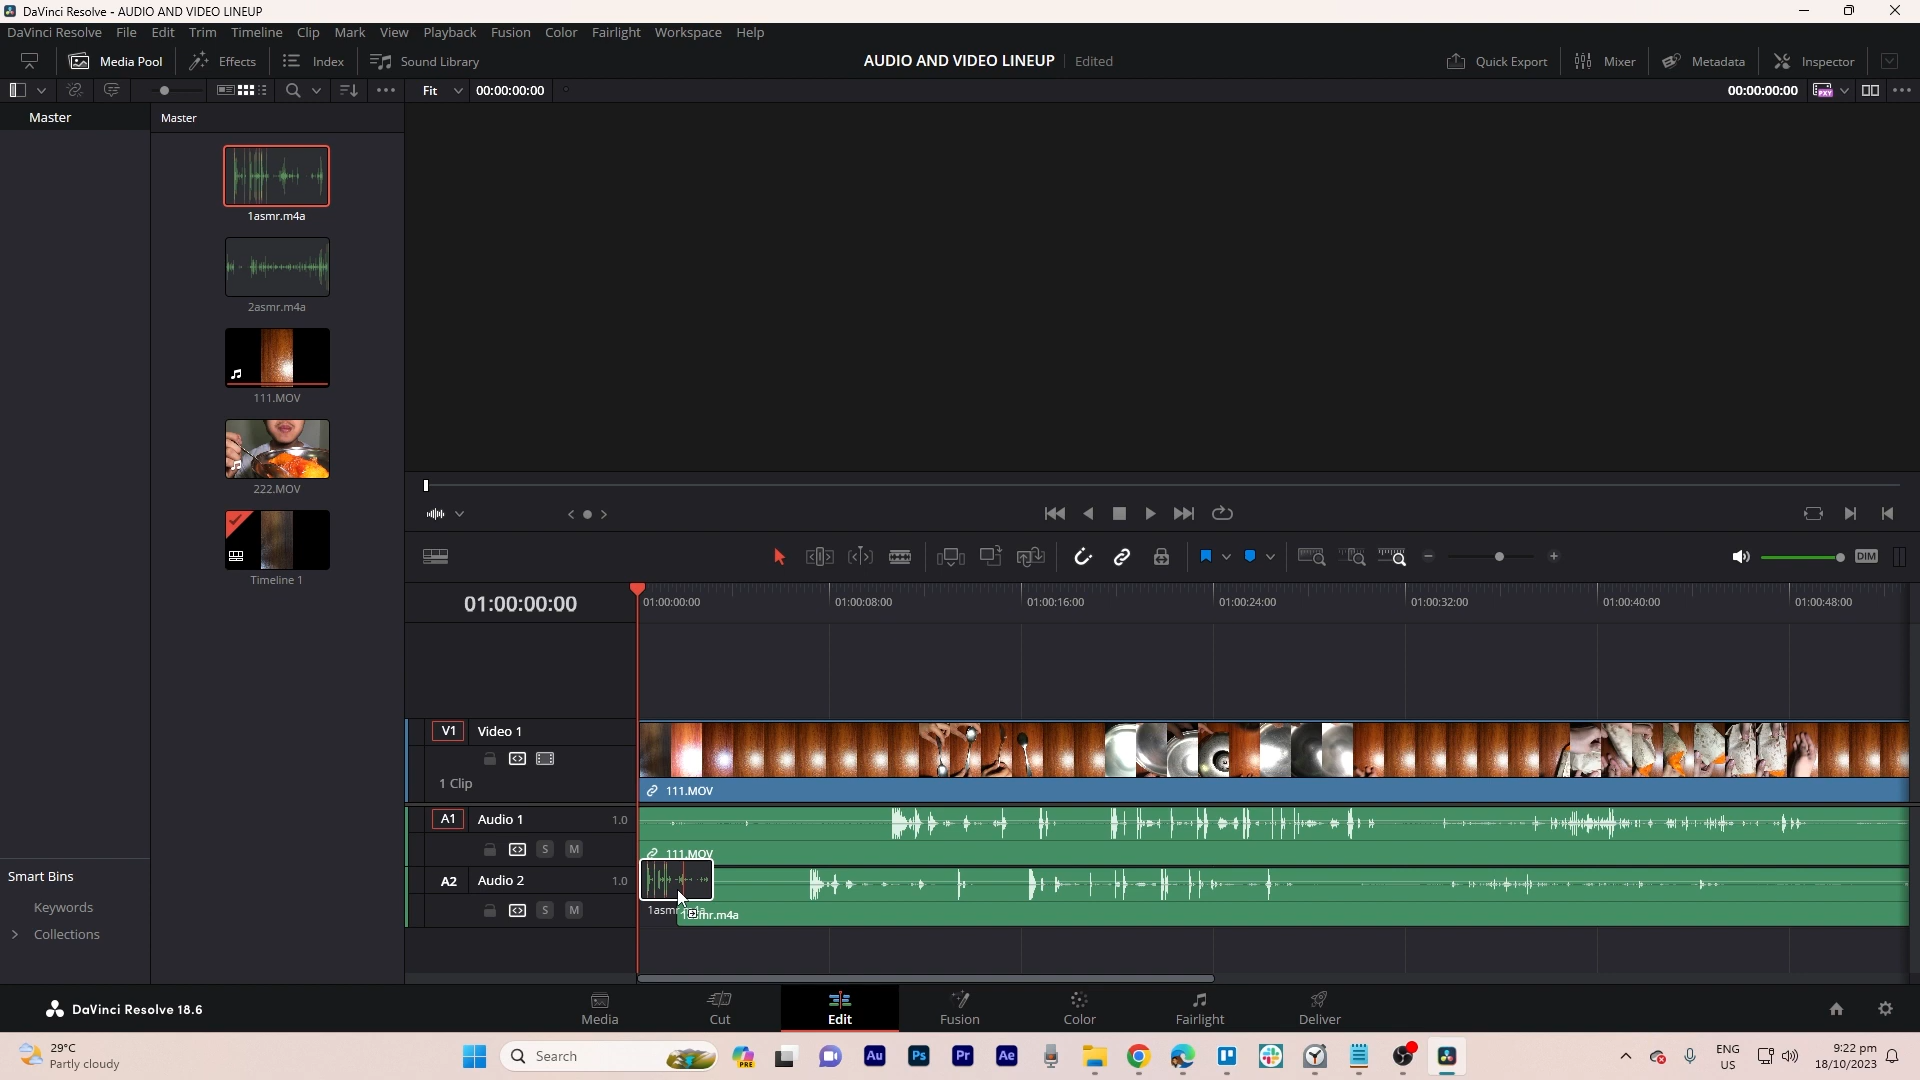 DaVinci Resolve - AUDIO AND VIDEO LINEUP
DaVinci Resolve File Edit Trim Timeline Clip Mark View Playback Fusion Color Fairlight Workspace Help
Media Pool Effects Index Sound Library
AUDIO AND VIDEO LINEUP Edited
Quick Export Mixer Metadata Inspector
Fit 00:00:00:00
00:00:00:00
Master
Master
1asmr.m4a
2asmr.m4a
111.MOV
222.MOV
Timeline 1
DIM
01:00:00:00
01:00:00:00 01:00:08:00 01:00:16:00 01:00:24:00 01:00:32:00 01:00:40:00 01:00:48:00
V1 Video 1
1 Clip
111.MOV
A1 Audio 1 1.0
S M
111.MOV
A2 Audio 2 1.0
S M
Smart Bins
Keywords
Collections
DaVinci Resolve 18.6
Media Cut Edit Fusion Color Fairlight Deliver
29°C
Partly cloudy
Search
PRE
Au Ps Pr Ae
ENG
US
9:22 pm
18/10/2023